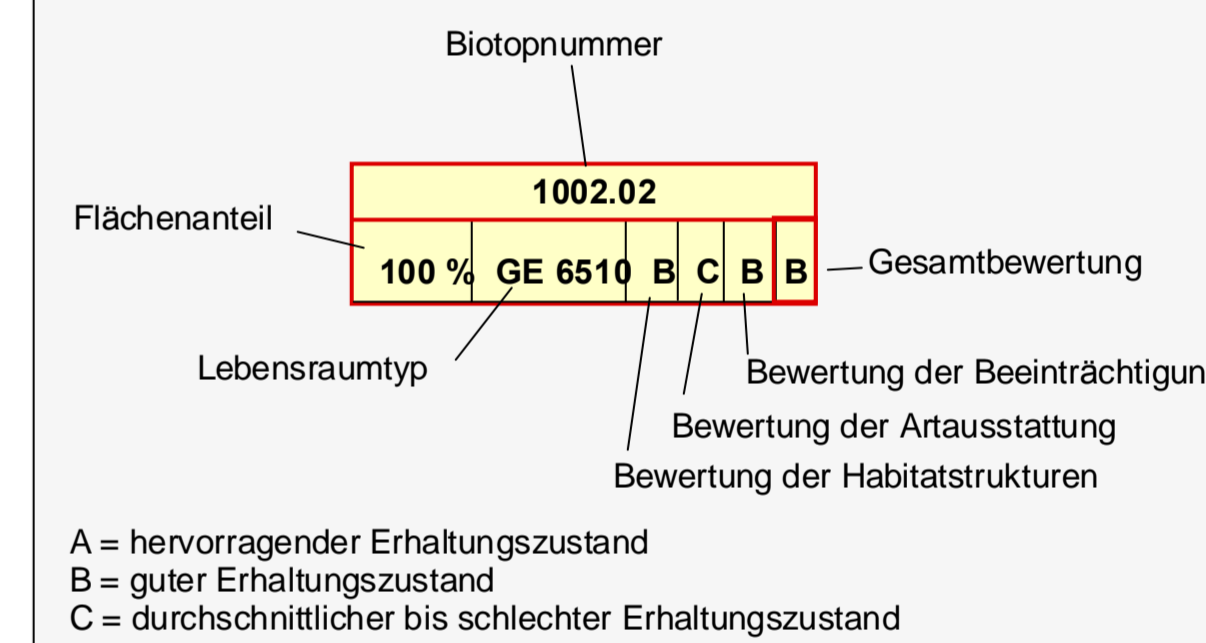 Biotopnummer
1002.02
Flächenanteil
100 % GE 6510 B C B B
Gesamtbewertung
Lebensraumtyp
Bewertung der Beeinträchtigun
Bewertung der Artausstattung
Bewertung der Habitatstrukturen
A = hervorragender Erhaltungszustand
B = guter Erhaltungszustand
C = durchschnittlicher bis schlechter Erhaltungszustand